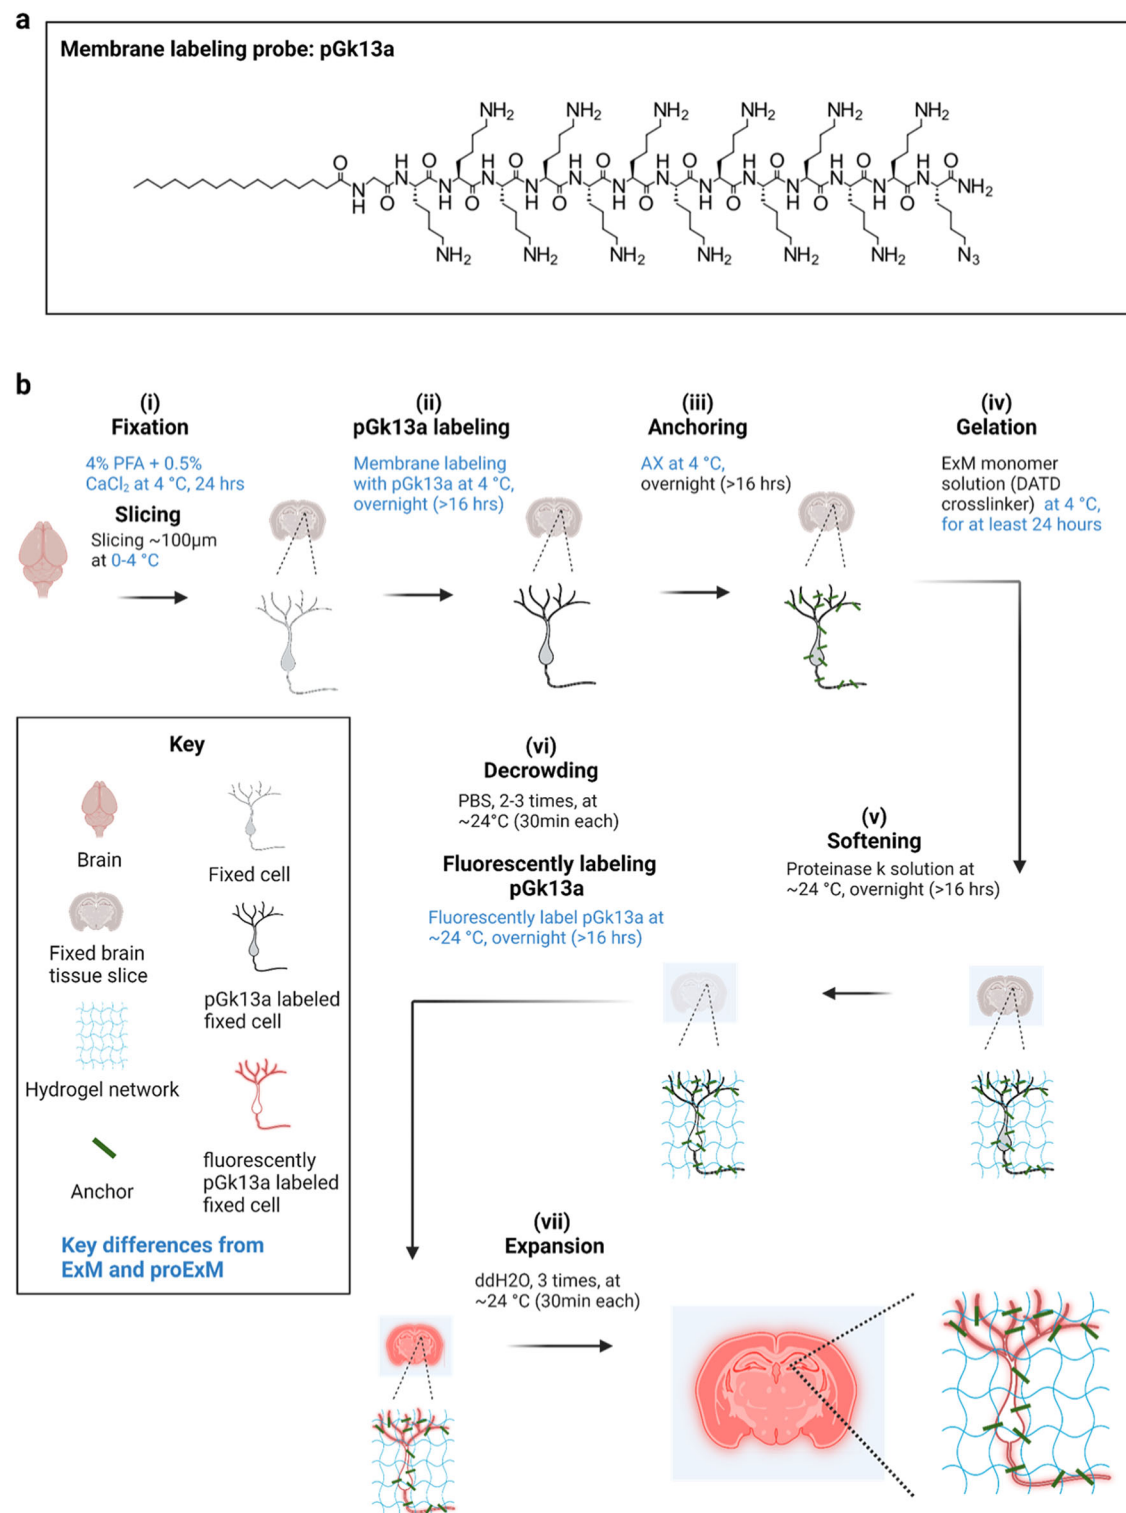 a
Membrane labeling probe: pGk13a
NH₂ NH₂ NH₂ NH₂ NH₂ NH₂
O H O H O H O H O H O H O H O
N N N N N N N NH₂
H O H O H O H O H O H O H O
NH₂ NH₂ NH₂ NH₂ NH₂ NH₂ N₃
b
(i)
Fixation
4% PFA + 0.5%
CaCl₂ at 4 °C, 24 hrs
Slicing
Slicing ~100µm
at 0-4 °C
(ii)
pGk13a labeling
Membrane labeling
with pGk13a at 4 °C,
overnight (>16 hrs)
(iii)
Anchoring
AX at 4 °C,
overnight (>16 hrs)
(iv)
Gelation
ExM monomer
solution (DATD
crosslinker) at 4 °C,
for at least 24 hours
(v)
Softening
Proteinase k solution at
~24 °C, overnight (>16 hrs)
(vi)
Decrowding
PBS, 2-3 times, at
~24°C (30min each)
Fluorescently labeling
pGk13a
Fluorescently label pGk13a at
~24 °C, overnight (>16 hrs)
Key
Brain
Fixed cell
Fixed brain
tissue slice
pGk13a labeled
fixed cell
Hydrogel network
fluorescently
pGk13a labeled
fixed cell
Anchor
Key differences from
ExM and proExM
(vii)
Expansion
ddH2O, 3 times, at
~24 °C (30min each)